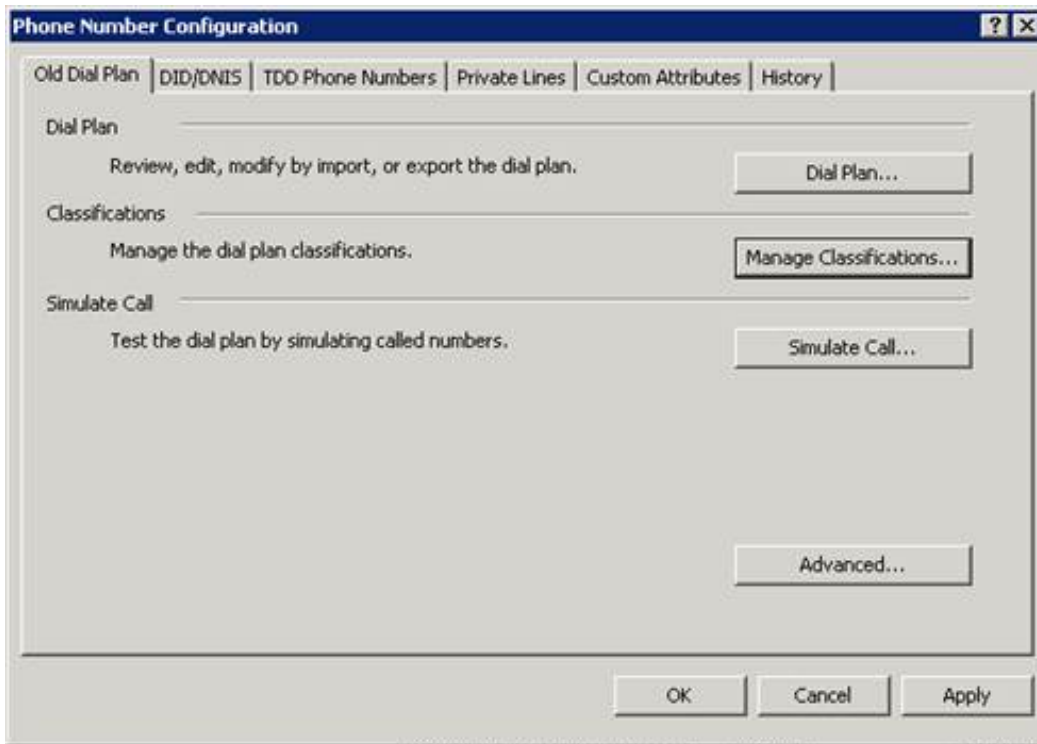 Phone Number Configuration
Old Dial Plan DID/DNIS TDD Phone Numbers Private Lines Custom Attributes History
Dial Plan
Review, edit, modify by import, or export the dial plan. Dial Plan...
Classifications
Manage the dial plan classifications. Manage Classifications...
Simulate Call
Test the dial plan by simulating called numbers. Simulate Call...
Advanced...
OK Cancel Apply